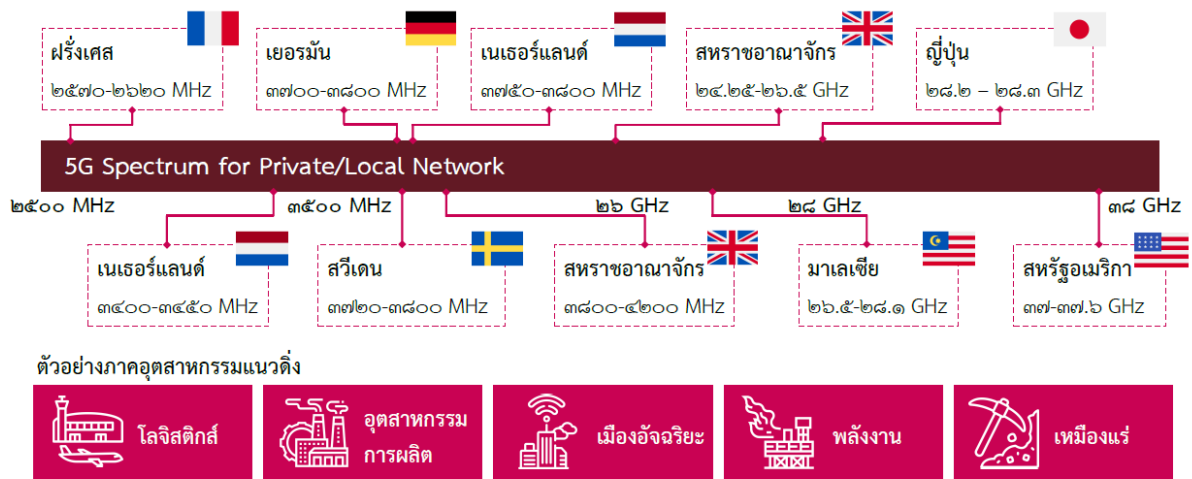 ฝรั่งเศส
๒๕๗๐-๒๖๒๐ MHz
เยอรมัน
๓๗๐๐-๓๘๐๐ MHz
เนเธอร์แลนด์
๓๗๕๐-๓๘๐๐ MHz
สหราชอาณาจักร
๒๔.๒๕-๒๖.๕ GHz
ญี่ปุ่น
๒๘.๒ – ๒๘.๓ GHz
5G Spectrum for Private/Local Network
๒๕๐๐ MHz
๓๕๐๐ MHz
๒๖ GHz
๒๘ GHz
๓๘ GHz
เนเธอร์แลนด์
๓๔๐๐-๓๔๕๐ MHz
สวีเดน
๓๗๒๐-๓๘๐๐ MHz
สหราชอาณาจักร
๓๘๐๐-๔๒๐๐ MHz
มาเลเซีย
๒๖.๕-๒๘.๑ GHz
สหรัฐอเมริกา
๓๗-๓๗.๖ GHz
ตัวอย่างภาคอุตสาหกรรมแนวดิ่ง
โลจิสติกส์
อุตสาหกรรม
การผลิต
เมืองอัจฉริยะ
พลังงาน
เหมืองแร่